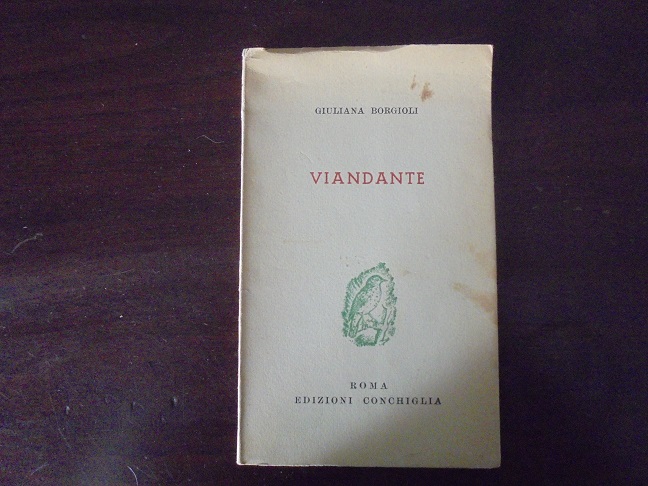 GIULIANA BORGIOLI
VIANDANTE
ROMA
EDIZIONI CONCHIGLIA